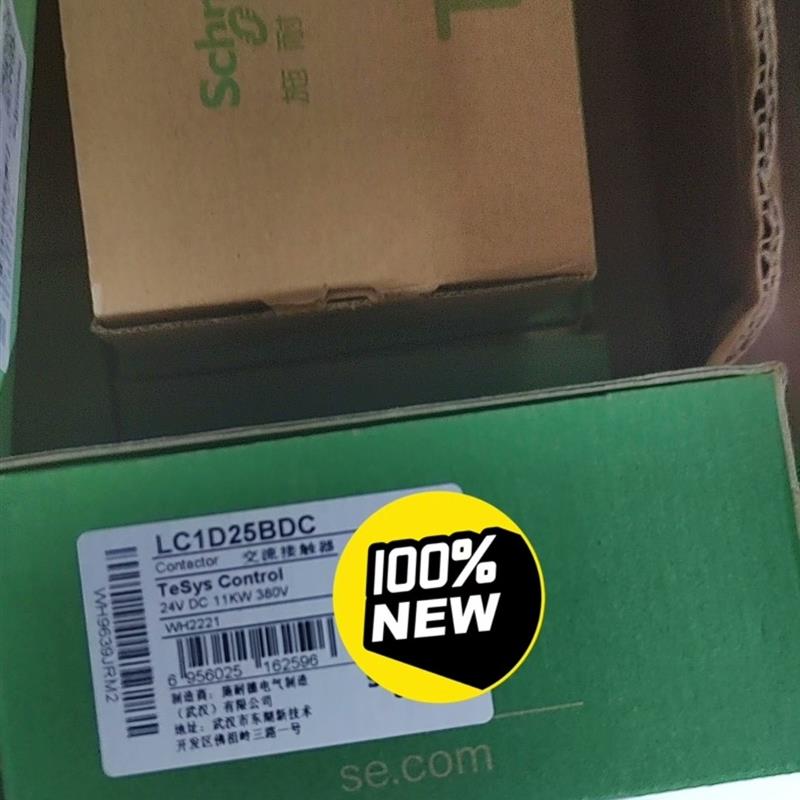 Schn
施耐
LC1D25BDC
Contactor 交流接触器
TeSys Control
24V DC 11KW 380V
WH2221
6 956025 162596
制造商：施耐德电气制造
（武汉）有限公司
地址：武汉市东湖新技术
开发区佛祖岭三路一号
WH9639JRM2
100%
NEW
se.com